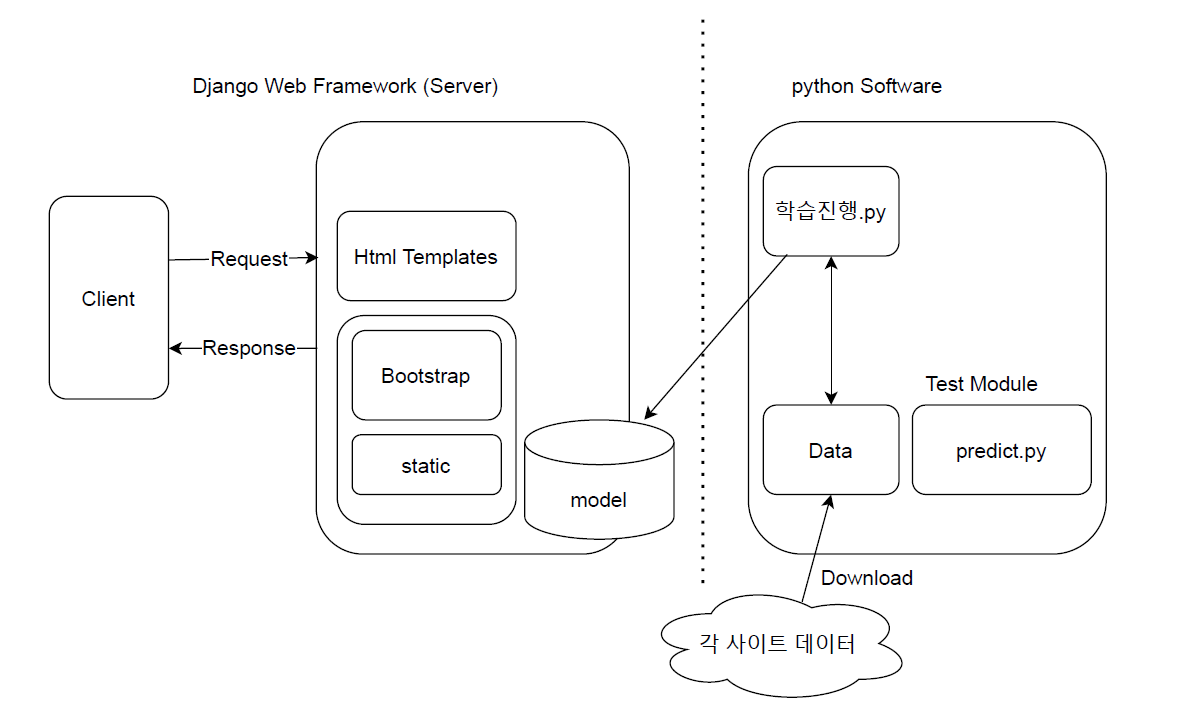 Django Web Framework (Server)
python Software
학습진행.py
Html Templates
Request
Client
Response
Bootstrap
Test Module
static
Data
predict.py
model
Download
각 사이트 데이터